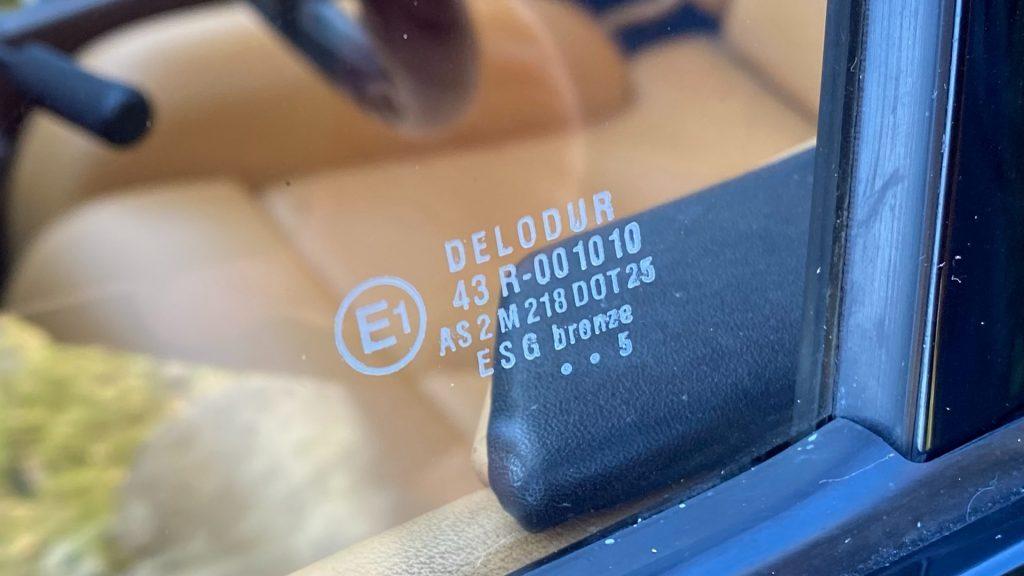 DELODUR
43 R-001010
E1
AS 2 M 218 DOT 25
ESG bronze
. . 5